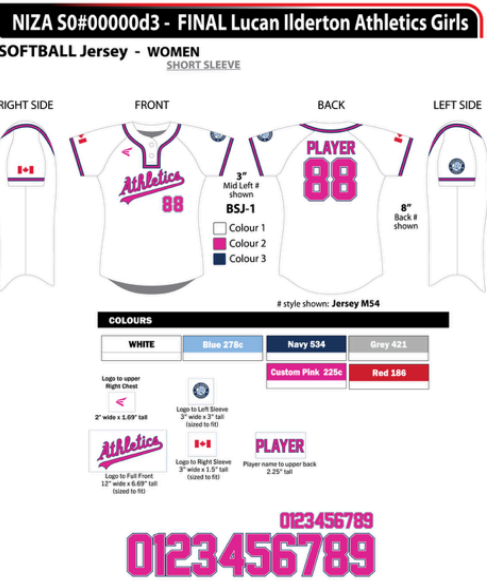 NIZA S0#00000d3 - FINAL Lucan Ilderton Athletics Girls
SOFTBALL Jersey - WOMEN
SHORT SLEEVE
RIGHT SIDE
FRONT
BACK
LEFT SIDE
Athletics
88
3"
Mid Left #
shown
BSJ-1
Colour 1
Colour 2
Colour 3
PLAYER
88
8"
Back #
shown
# style shown: Jersey M54
COLOURS
WHITE
Blue 278c
Navy 534
Grey 421
Custom Pink 225c
Red 186
Logo to upper
Right Chest
2" wide x 1.69" tall
Logo to Left Sleeve
3" wide x 3" tall
(sized to fit)
Athletics
Logo to Full Front
12" wide x 6.69" tall
(sized to fit)
Logo to Right Sleeve
3" wide x 1.5" tall
(sized to fit)
PLAYER
Player name to upper back
2.25" tall
0123456789
0123456789